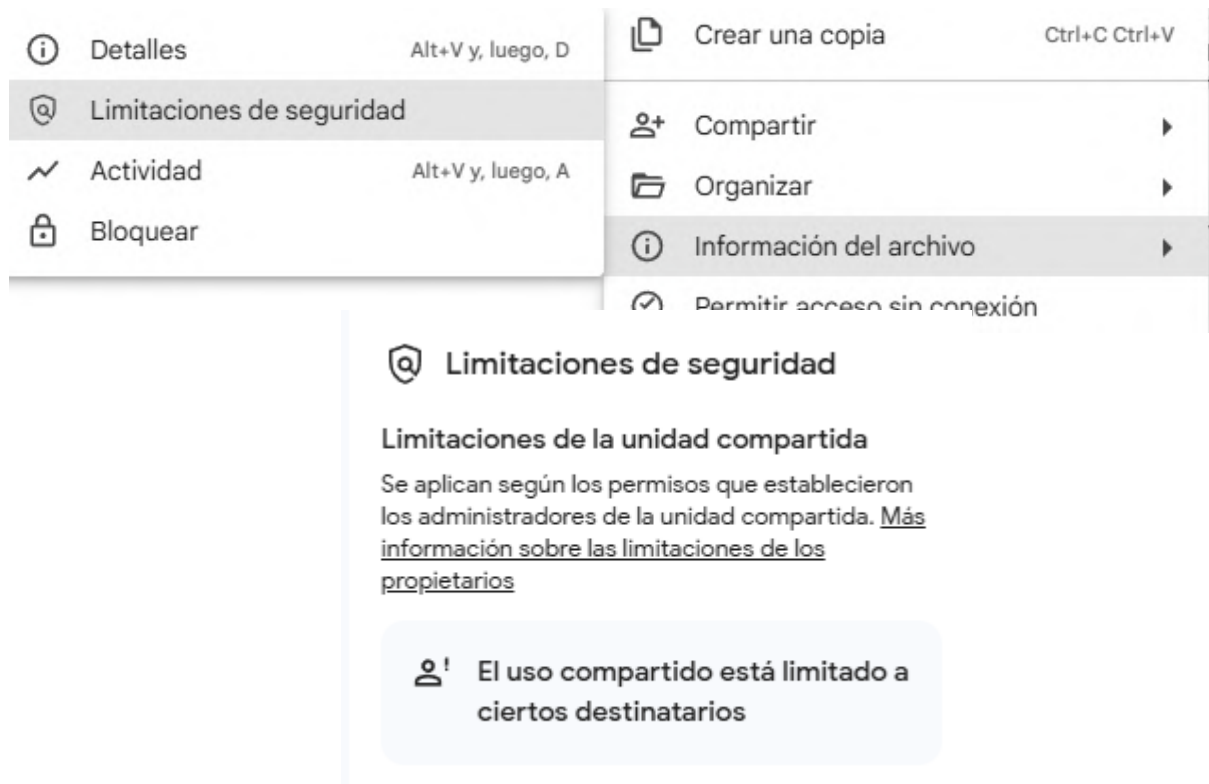 Detalles Alt+V y, luego, D
Limitaciones de seguridad
Actividad Alt+V y, luego, A
Bloquear
Crear una copia Ctrl+C Ctrl+V
Compartir
Organizar
Información del archivo
Permitir acceso sin conexión
Limitaciones de seguridad
Limitaciones de la unidad compartida
Se aplican según los permisos que establecieron
los administradores de la unidad compartida. Más
información sobre las limitaciones de los
propietarios
El uso compartido está limitado a
ciertos destinatarios